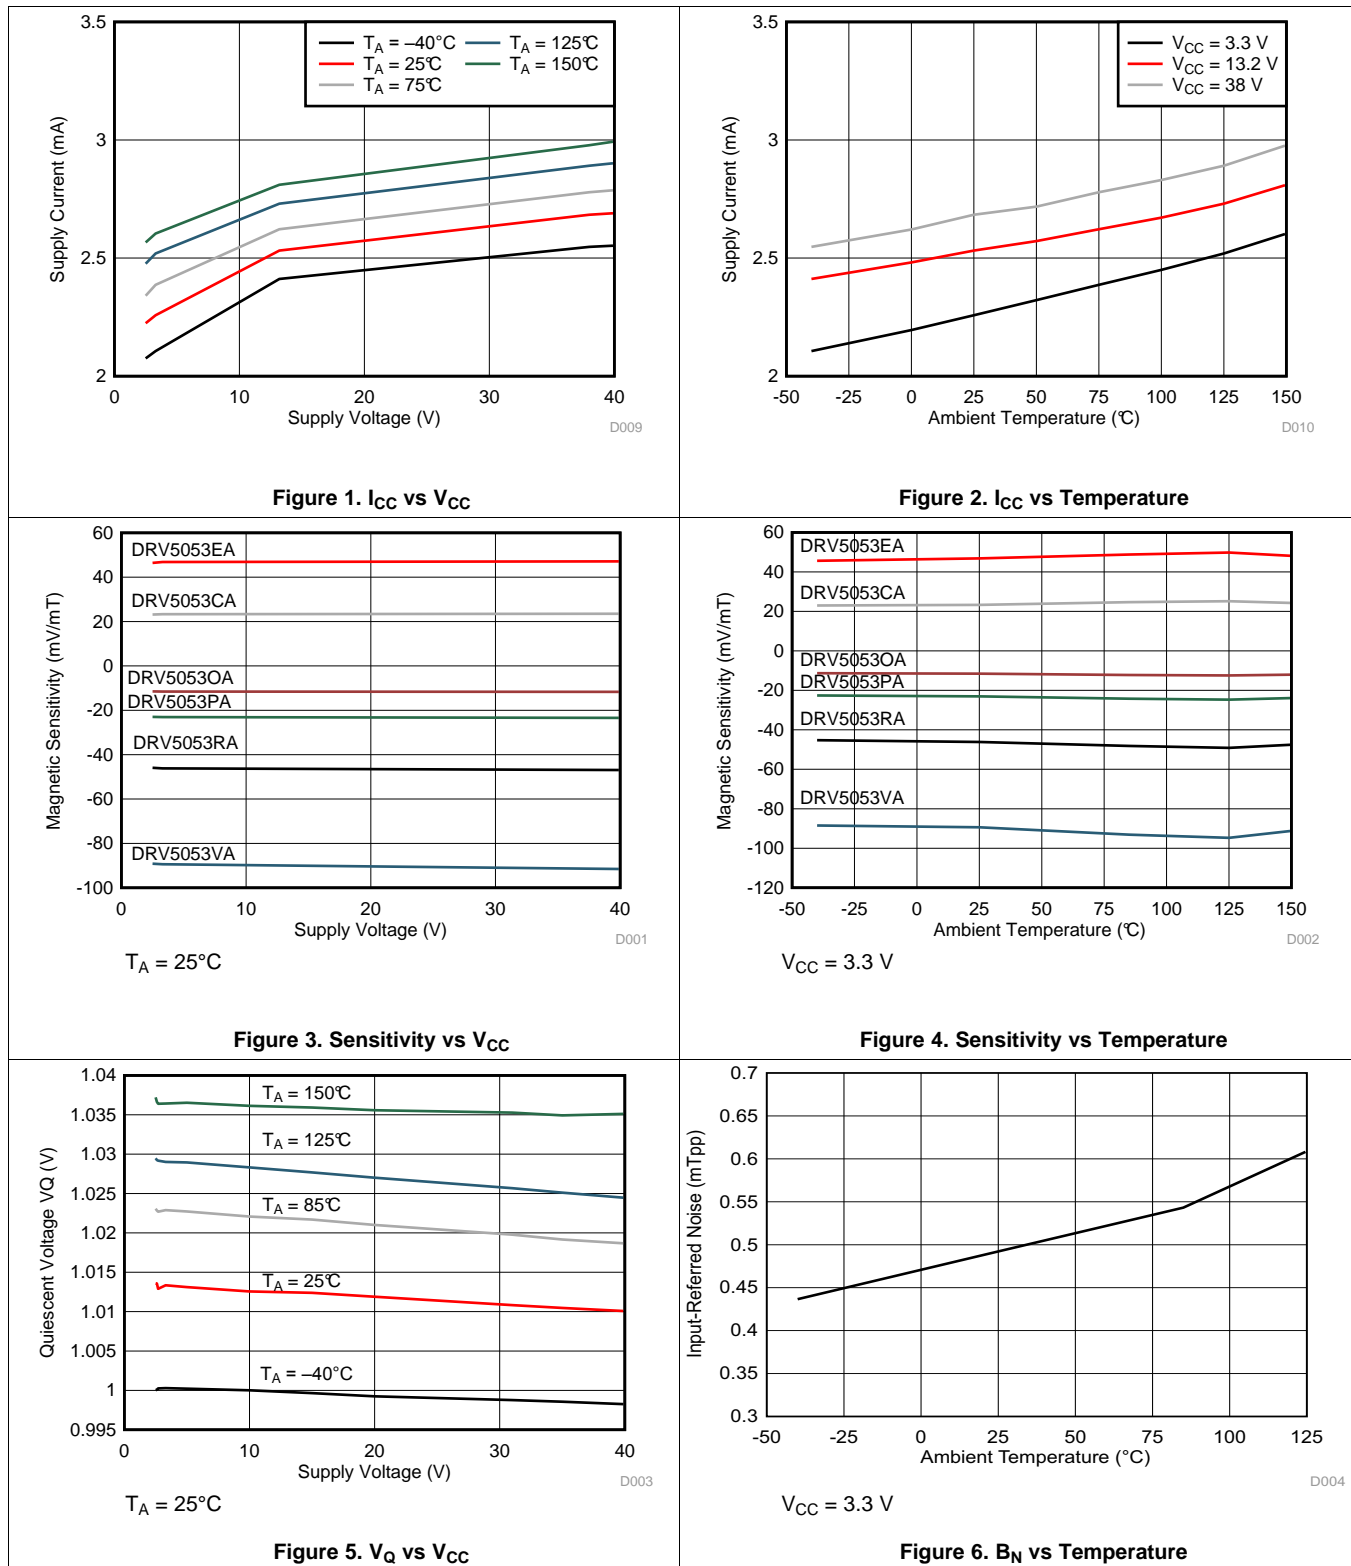 3.5
3
2.5
2
0
10
20
30
40
Supply Current (mA)
Supply Voltage (V)
T_A = –40°C
T_A = 25°C
T_A = 75°C
T_A = 125°C
T_A = 150°C
D009
Figure 1. I_CC vs V_CC
3.5
3
2.5
2
-50
-25
0
25
50
75
100
125
150
Supply Current (mA)
Ambient Temperature (°C)
V_CC = 3.3 V
V_CC = 13.2 V
V_CC = 38 V
D010
Figure 2. I_CC vs Temperature
60
40
20
0
-20
-40
-60
-80
-100
0
10
20
30
40
Magnetic Sensitivity (mV/mT)
Supply Voltage (V)
DRV5053EA
DRV5053CA
DRV5053OA
DRV5053PA
DRV5053RA
DRV5053VA
D001
T_A = 25°C
Figure 3. Sensitivity vs V_CC
60
40
20
0
-20
-40
-60
-80
-100
-120
-50
-25
0
25
50
75
100
125
150
Magnetic Sensitivity (mV/mT)
Ambient Temperature (°C)
DRV5053EA
DRV5053CA
DRV5053OA
DRV5053PA
DRV5053RA
DRV5053VA
D002
V_CC = 3.3 V
Figure 4. Sensitivity vs Temperature
1.04
1.035
1.03
1.025
1.02
1.015
1.01
1.005
1
0.995
0
10
20
30
40
Quiescent Voltage VQ (V)
Supply Voltage (V)
T_A = 150°C
T_A = 125°C
T_A = 85°C
T_A = 25°C
T_A = –40°C
D003
T_A = 25°C
Figure 5. V_Q vs V_CC
0.7
0.65
0.6
0.55
0.5
0.45
0.4
0.35
0.3
-50
-25
0
25
50
75
100
125
Input-Referred Noise (mTpp)
Ambient Temperature (°C)
D004
V_CC = 3.3 V
Figure 6. B_N vs Temperature